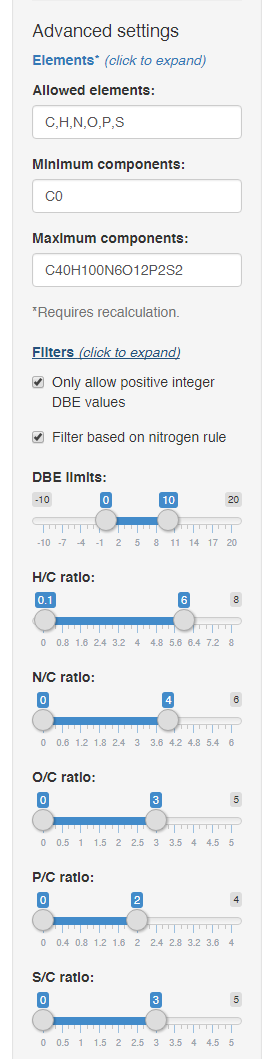 Advanced settings
Elements* (click to expand)
Allowed elements:
C,H,N,O,P,S
Minimum components:
C0
Maximum components:
C40H100N6O12P2S2
*Requires recalculation.
Filters (click to expand)
Only allow positive integer
DBE values
Filter based on nitrogen rule
DBE limits:
-10 0 10 20
-10 -7 -4 -1 2 5 8 11 14 17 20
H/C ratio:
0.1 6 8
0 0.8 1.6 2.4 3.2 4 4.8 5.6 6.4 7.2 8
N/C ratio:
0 4 6
0 0.6 1.2 1.8 2.4 3 3.6 4.2 4.8 5.4 6
O/C ratio:
0 3 5
0 0.5 1 1.5 2 2.5 3 3.5 4 4.5 5
P/C ratio:
0 2 4
0 0.4 0.8 1.2 1.6 2 2.4 2.8 3.2 3.6 4
S/C ratio:
0 3 5
0 0.5 1 1.5 2 2.5 3 3.5 4 4.5 5